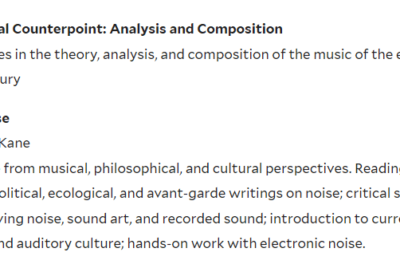 al Counterpoint: Analysis and Composition
es in the theory, analysis, and composition of the music of the e
ury
se
Kane
from musical, philosophical, and cultural perspectives. Reading
olitical, ecological, and avant-garde writings on noise; critical s
ving noise, sound art, and recorded sound; introduction to curr
nd auditory culture; hands-on work with electronic noise.